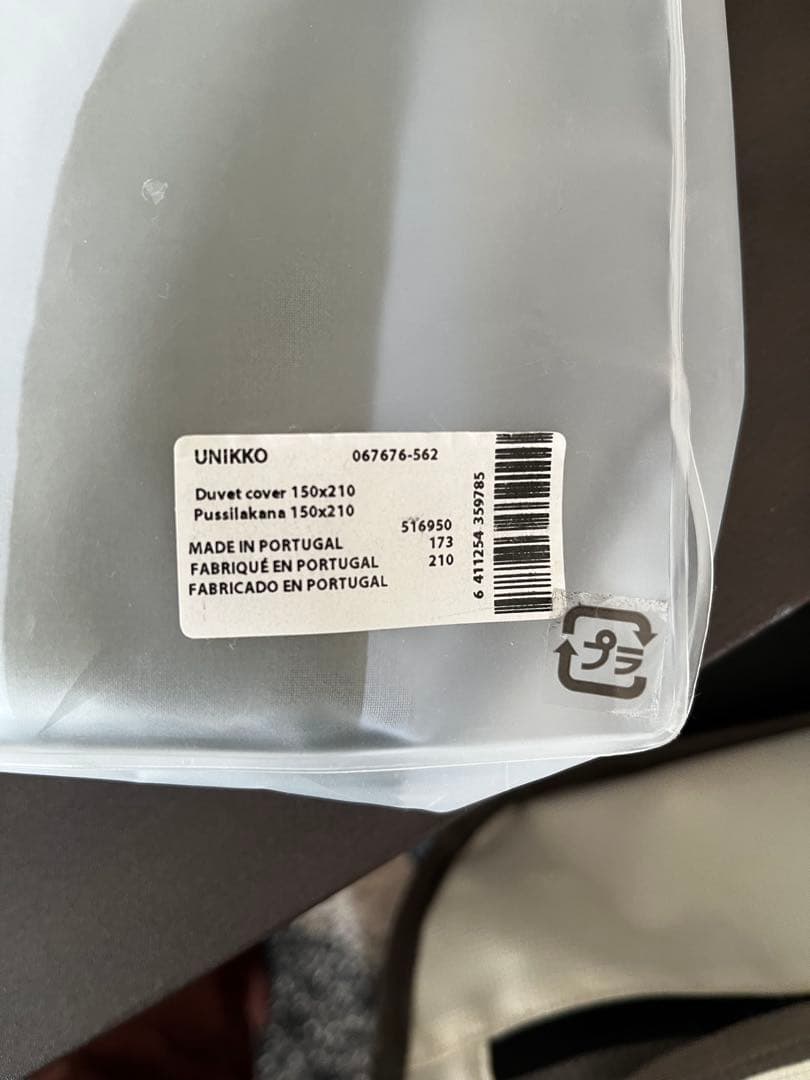 UNIKKO 067676-562
Duvet cover 150x210
Pussilakana 150x210
516950
MADE IN PORTUGAL 173
FABRIQUÉ EN PORTUGAL 210
FABRICADO EN PORTUGAL
6 411254 359785
プラ